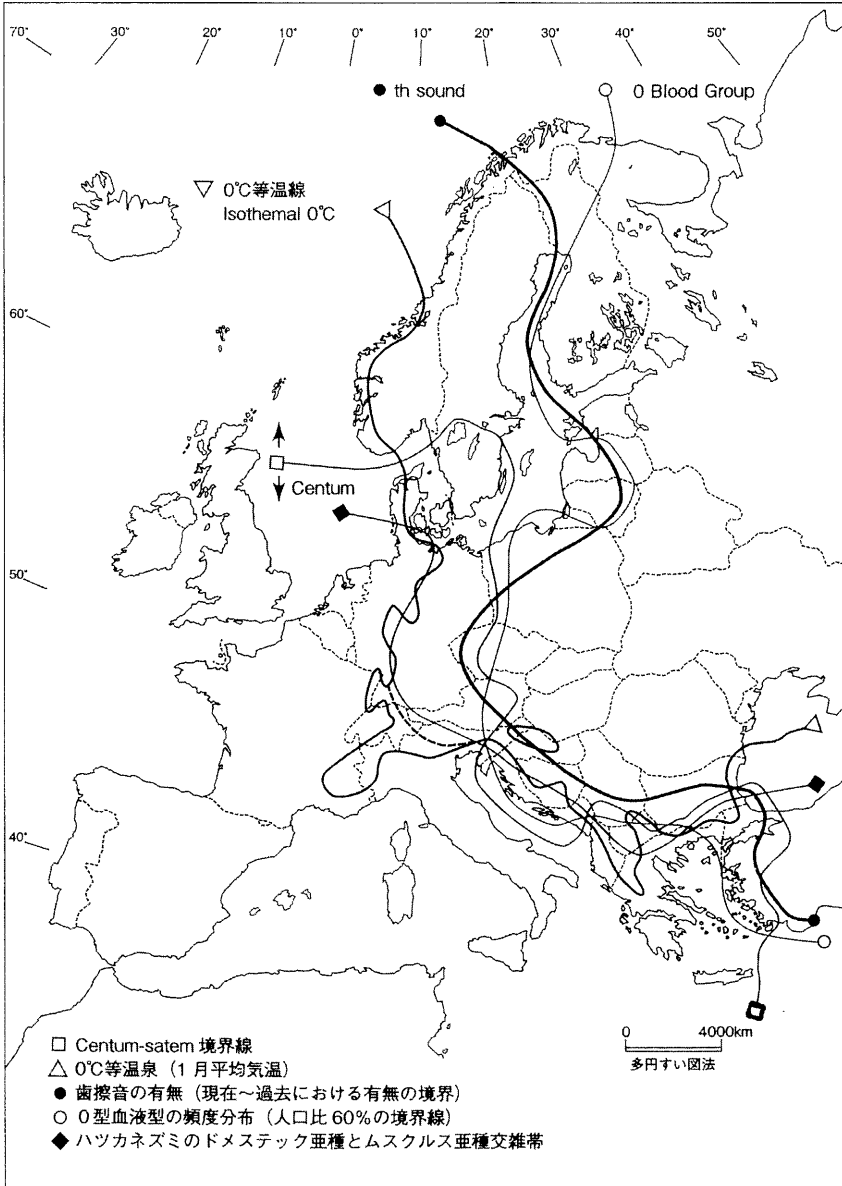 70° 30° 20° 10° 0° 10° 20° 30° 40° 50°
● th sound
○ O Blood Group
▽ 0℃等温線
Isothemal 0℃
60°
□
Centum
50°
40°
0 4000km
多円すい図法
□ Centum-satem 境界線
△ 0℃等温泉（1月平均気温）
● 歯擦音の有無（現在～過去における有無の境界）
○ O型血液型の頻度分布（人口比60%の境界線）
◆ ハツカネズミのドメステック亜種とムスクルス亜種交雑帯